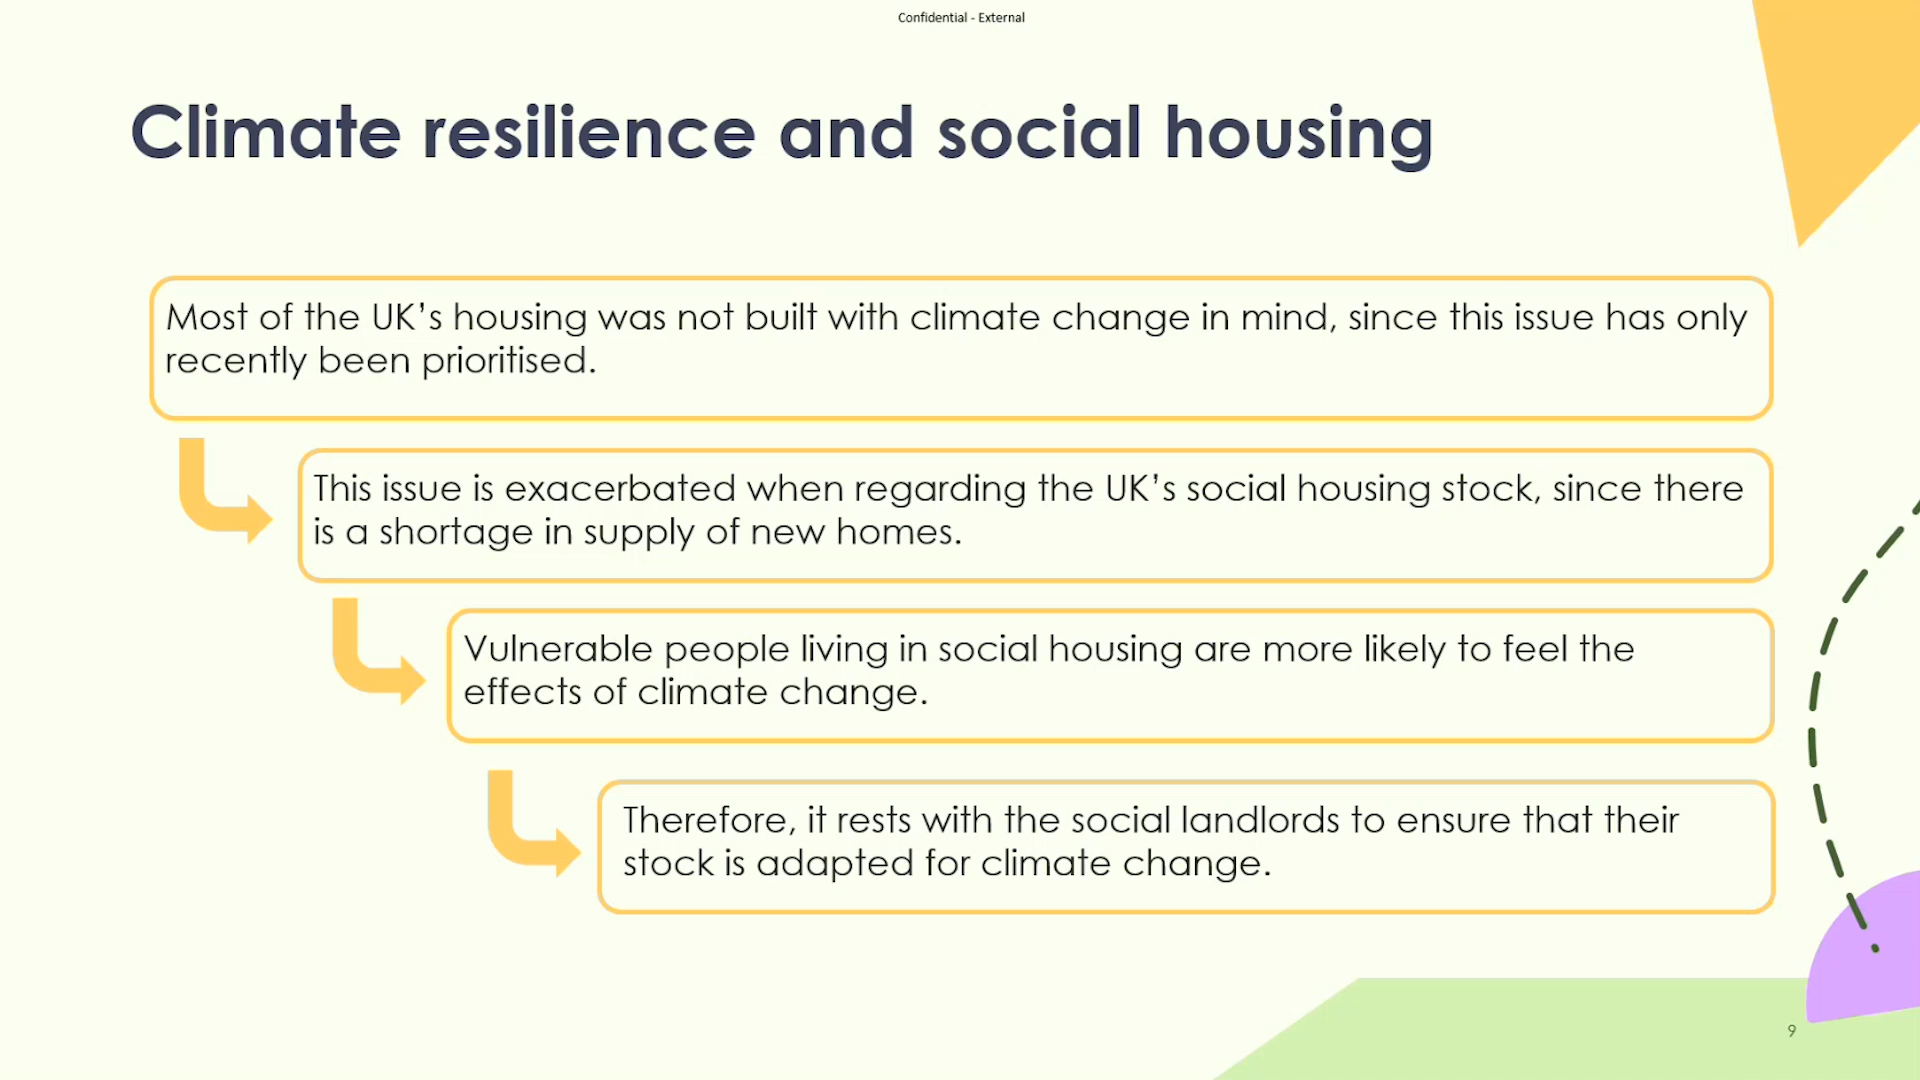 Confidential - External
Climate resilience and social housing
Most of the UK’s housing was not built with climate change in mind, since this issue has only
recently been prioritised.
This issue is exacerbated when regarding the UK’s social housing stock, since there
is a shortage in supply of new homes.
Vulnerable people living in social housing are more likely to feel the
effects of climate change.
Therefore, it rests with the social landlords to ensure that their
stock is adapted for climate change.
9